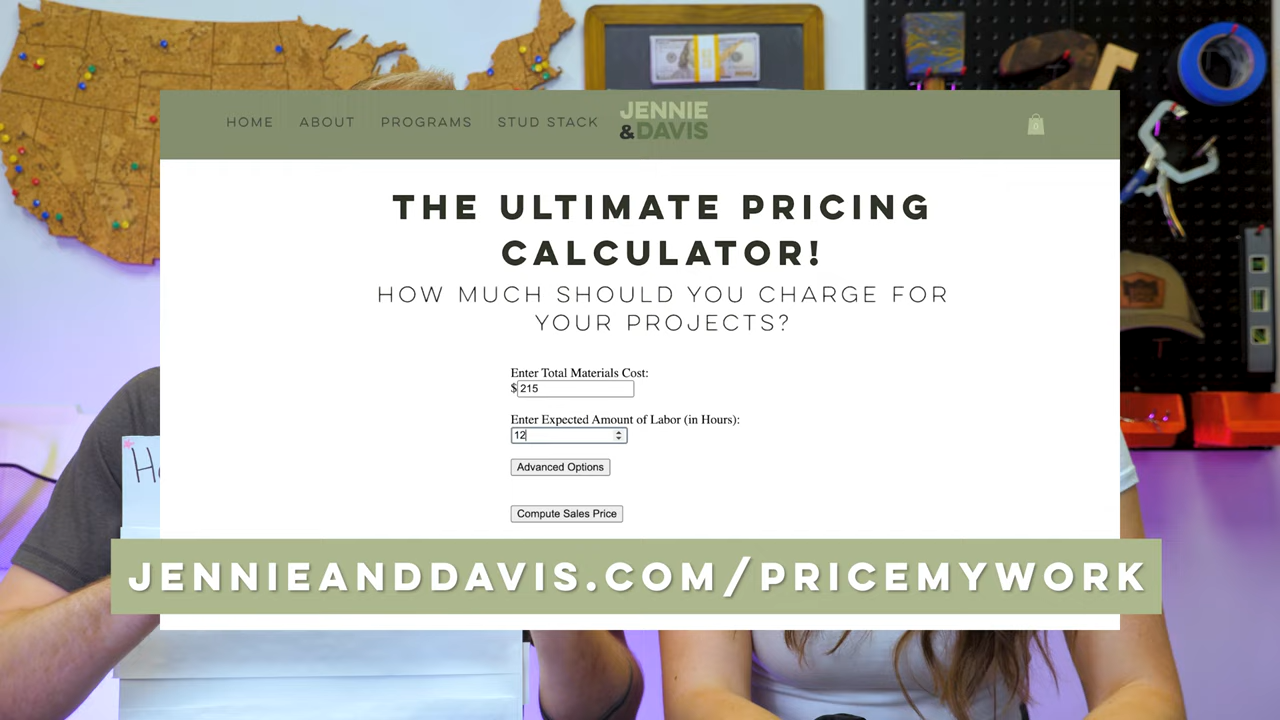 HOME ABOUT PROGRAMS STUD STACK
JENNIE
&DAVIS
0
THE ULTIMATE PRICING
CALCULATOR!
HOW MUCH SHOULD YOU CHARGE FOR
YOUR PROJECTS?
Enter Total Materials Cost:
$215
Enter Expected Amount of Labor (in Hours):
12
Advanced Options
Compute Sales Price
JENNIEANDDAVIS.COM/PRICEMYWORK